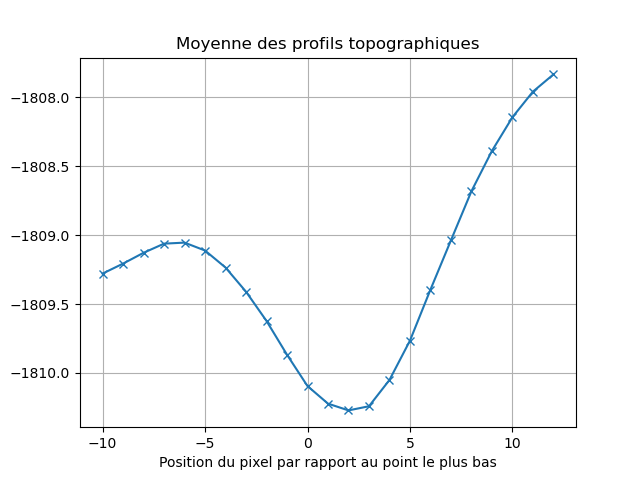 Moyenne des profils topographiques
−1808.0
−1808.5
−1809.0
−1809.5
−1810.0
−10 −5 0 5 10
Position du pixel par rapport au point le plus bas